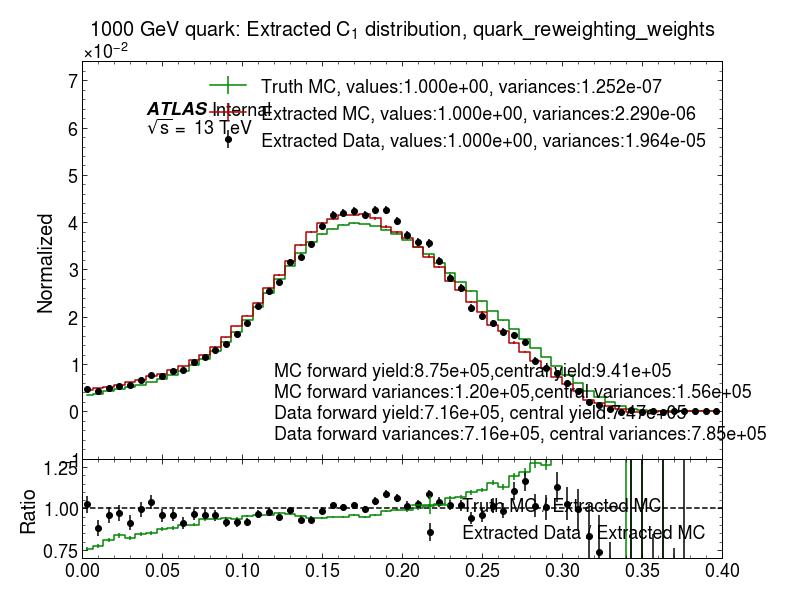 1000 GeV quark: Extracted C₁ distribution, quark_reweighting_weights
×10⁻²
Truth MC, values:1.000e+00, variances:1.252e-07
ATLAS Internal
Extracted MC, values:1.000e+00, variances:2.290e-06
√s = 13 TeV
Extracted Data, values:1.000e+00, variances:1.964e-05
7
6
5
4
3
2
1
0
1
Normalized
MC forward yield:8.75e+05,central yield:9.41e+05
MC forward variances:1.20e+05,central variances:1.56e+05
Data forward yield:7.16e+05, central yield:7.47e+05
Data forward variances:7.16e+05, central variances:7.85e+05
1.25
1.00
0.75
Ratio
Truth MC / Extracted MC
Extracted Data / Extracted MC
0.00 0.05 0.10 0.15 0.20 0.25 0.30 0.35 0.40